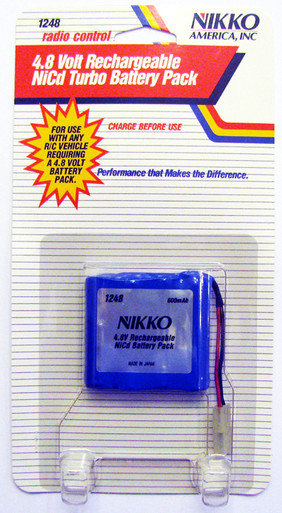 1248
radio control
NIKKO
AMERICA, INC
4.8 Volt Rechargeable
NiCd Turbo Battery Pack
CHARGE BEFORE USE
FOR USE
WITH ANY
R/C VEHICLE
REQUIRING
A 4.8 VOLT
BATTERY
PACK.
Performance that Makes the Difference.
1248 600mAh
NIKKO
4.8V Rechargeable
NiCd Battery Pack
MADE IN JAPAN